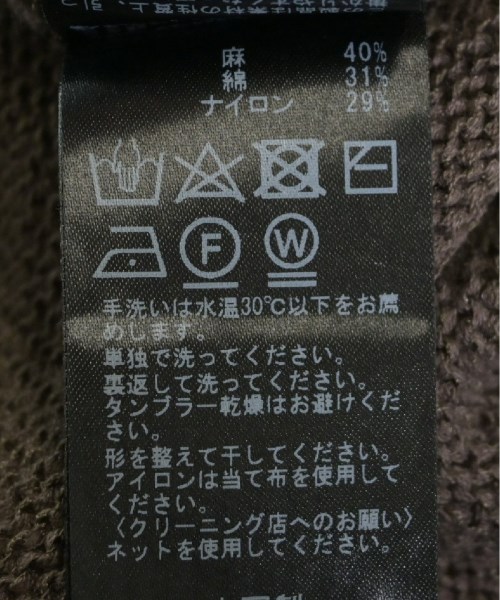 麻 40%
綿 31%
ナイロン 29%
F
W
手洗いは水温30℃以下をお薦
めします。
単独で洗ってください。
裏返して洗ってください。
タンブラー乾燥はお避けくだ
さい。
形を整えて干してください。
アイロンは当て布を使用して
ください。
〈クリーニング店へのお願い〉
ネットを使用してください。